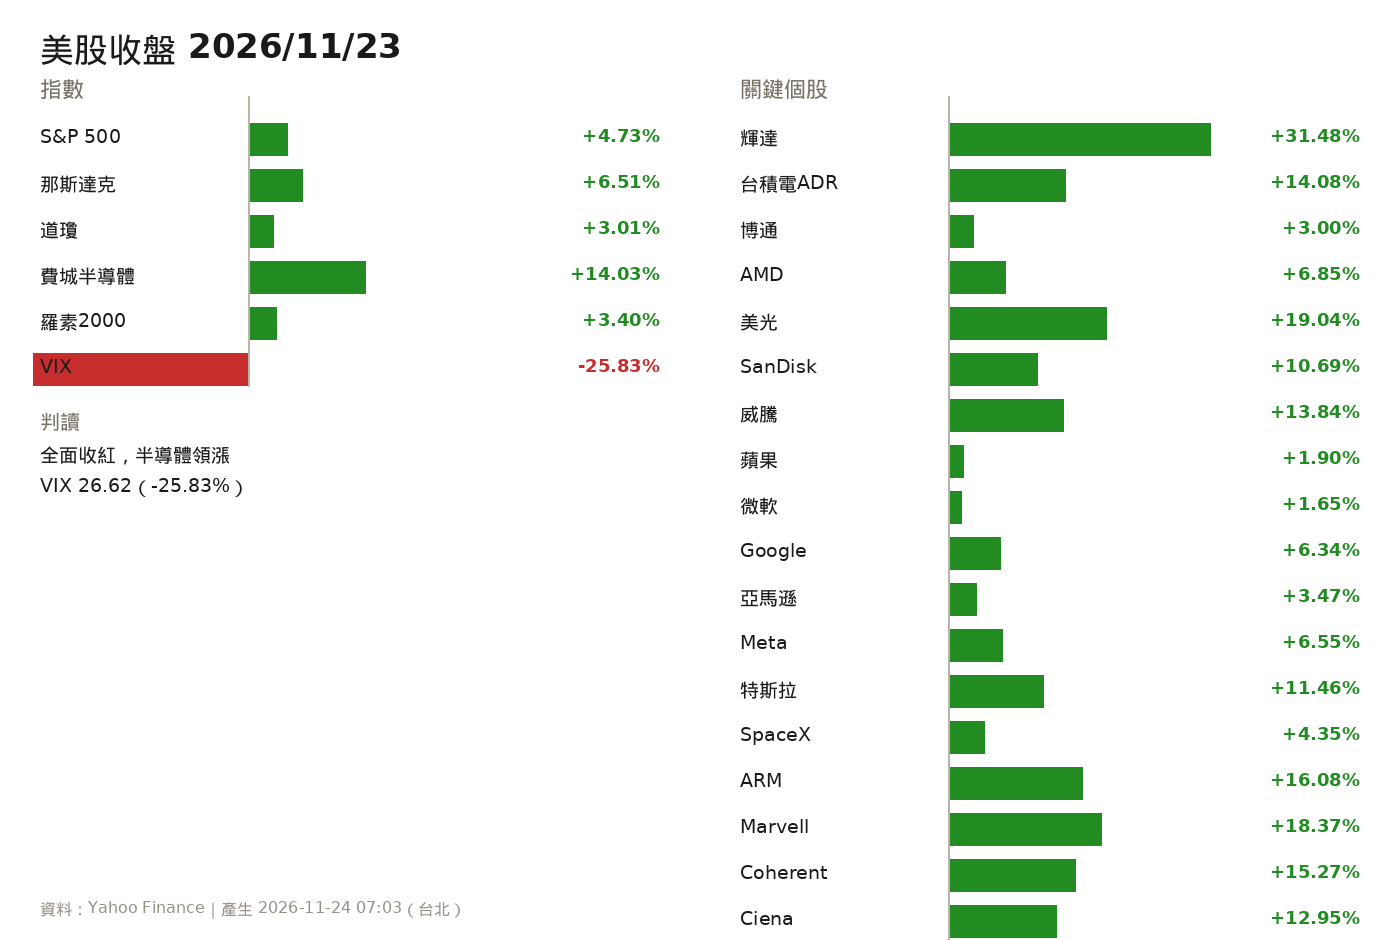 美股收盤 2026/11/23
指數
S&P 500 +4.73%
那斯達克 +6.51%
道瓊 +3.01%
費城半導體 +14.03%
羅素2000 +3.40%
VIX -25.83%
判讀
全面收紅，半導體領漲
VIX 26.62（-25.83%）
關鍵個股
輝達 +31.48%
台積電ADR +14.08%
博通 +3.00%
AMD +6.85%
美光 +19.04%
SanDisk +10.69%
威騰 +13.84%
蘋果 +1.90%
微軟 +1.65%
Google +6.34%
亞馬遜 +3.47%
Meta +6.55%
特斯拉 +11.46%
SpaceX +4.35%
ARM +16.08%
Marvell +18.37%
Coherent +15.27%
Ciena +12.95%
資料：Yahoo Finance｜產生 2026-11-24 07:03（台北）